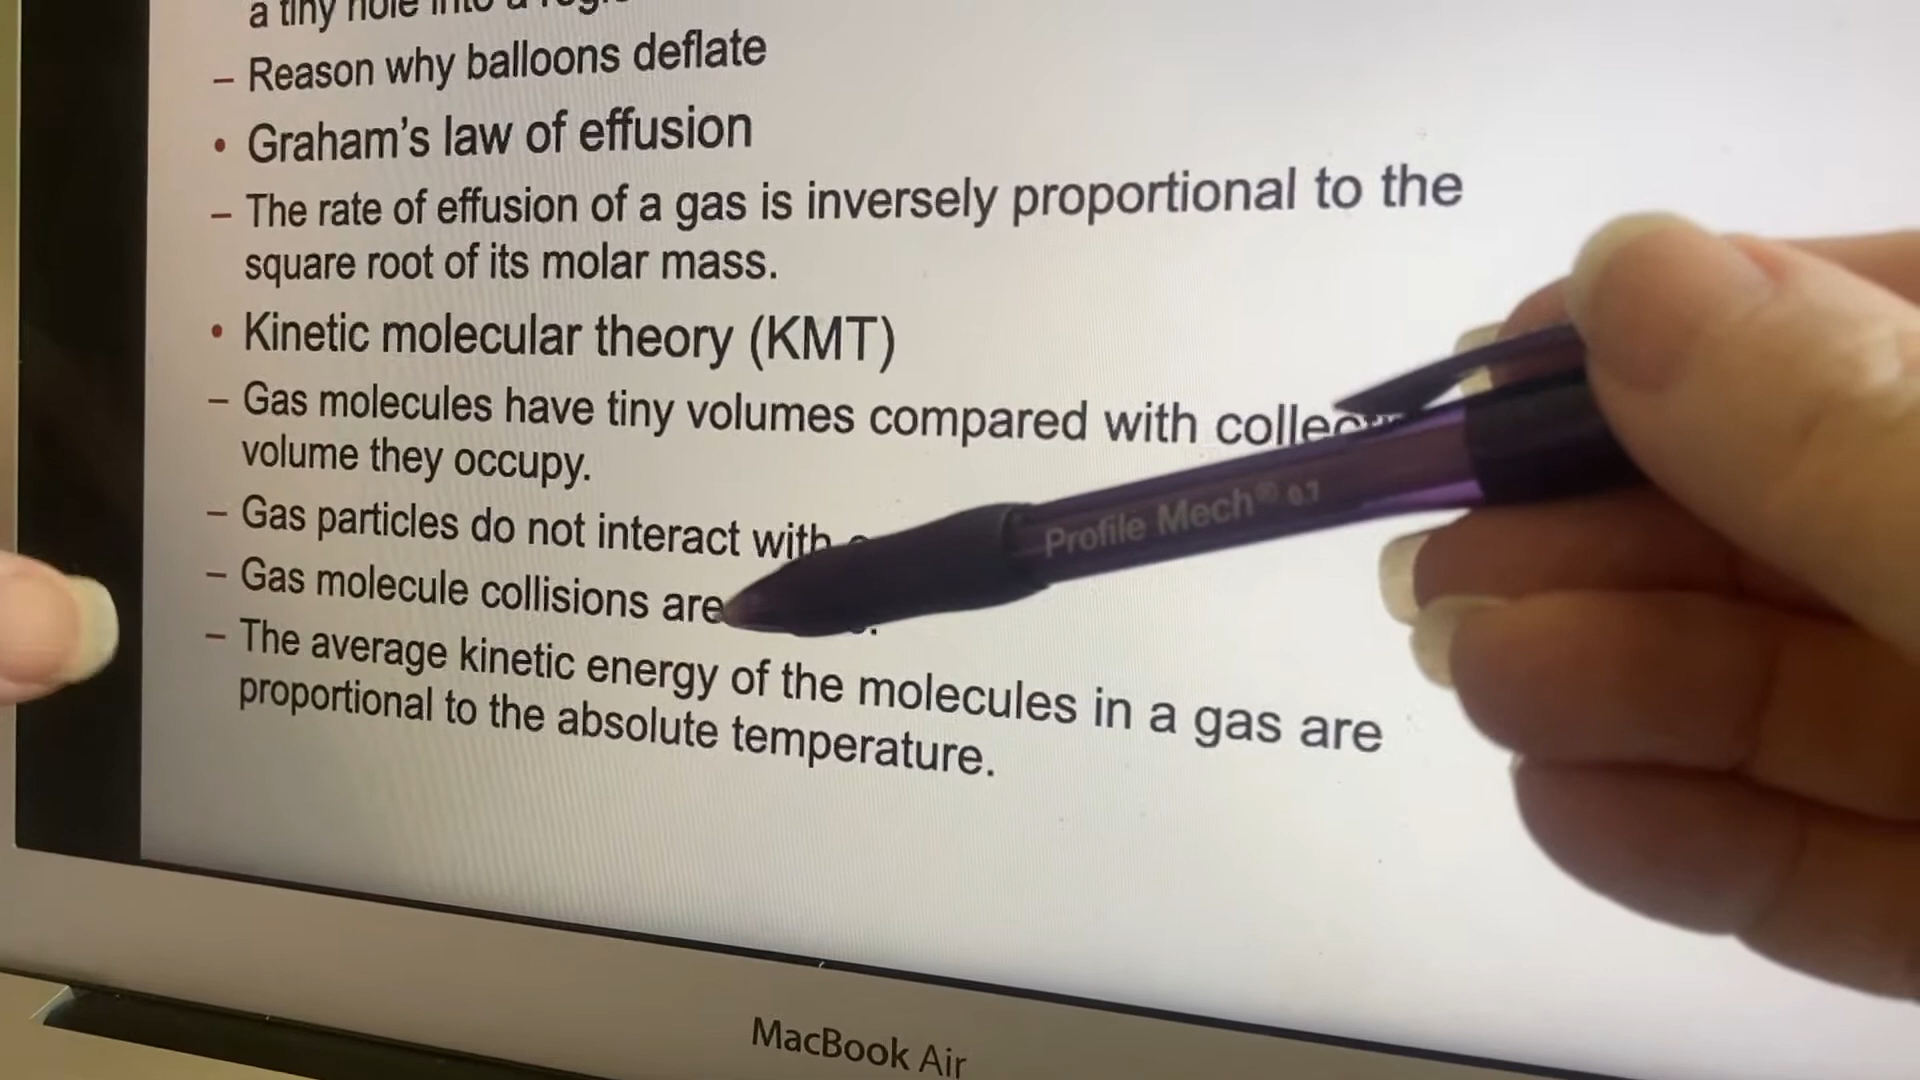 a tiny hole into a
– Reason why balloons deflate
• Graham's law of effusion
– The rate of effusion of a gas is inversely proportional to the
square root of its molar mass.
• Kinetic molecular theory (KMT)
– Gas molecules have tiny volumes compared with
volume they occupy.
– Gas particles do not interact with
– Gas molecule collisions are
– The average kinetic energy of the molecules in a gas are
proportional to the absolute temperature.
Profile Mech® 0.7
MacBook Air